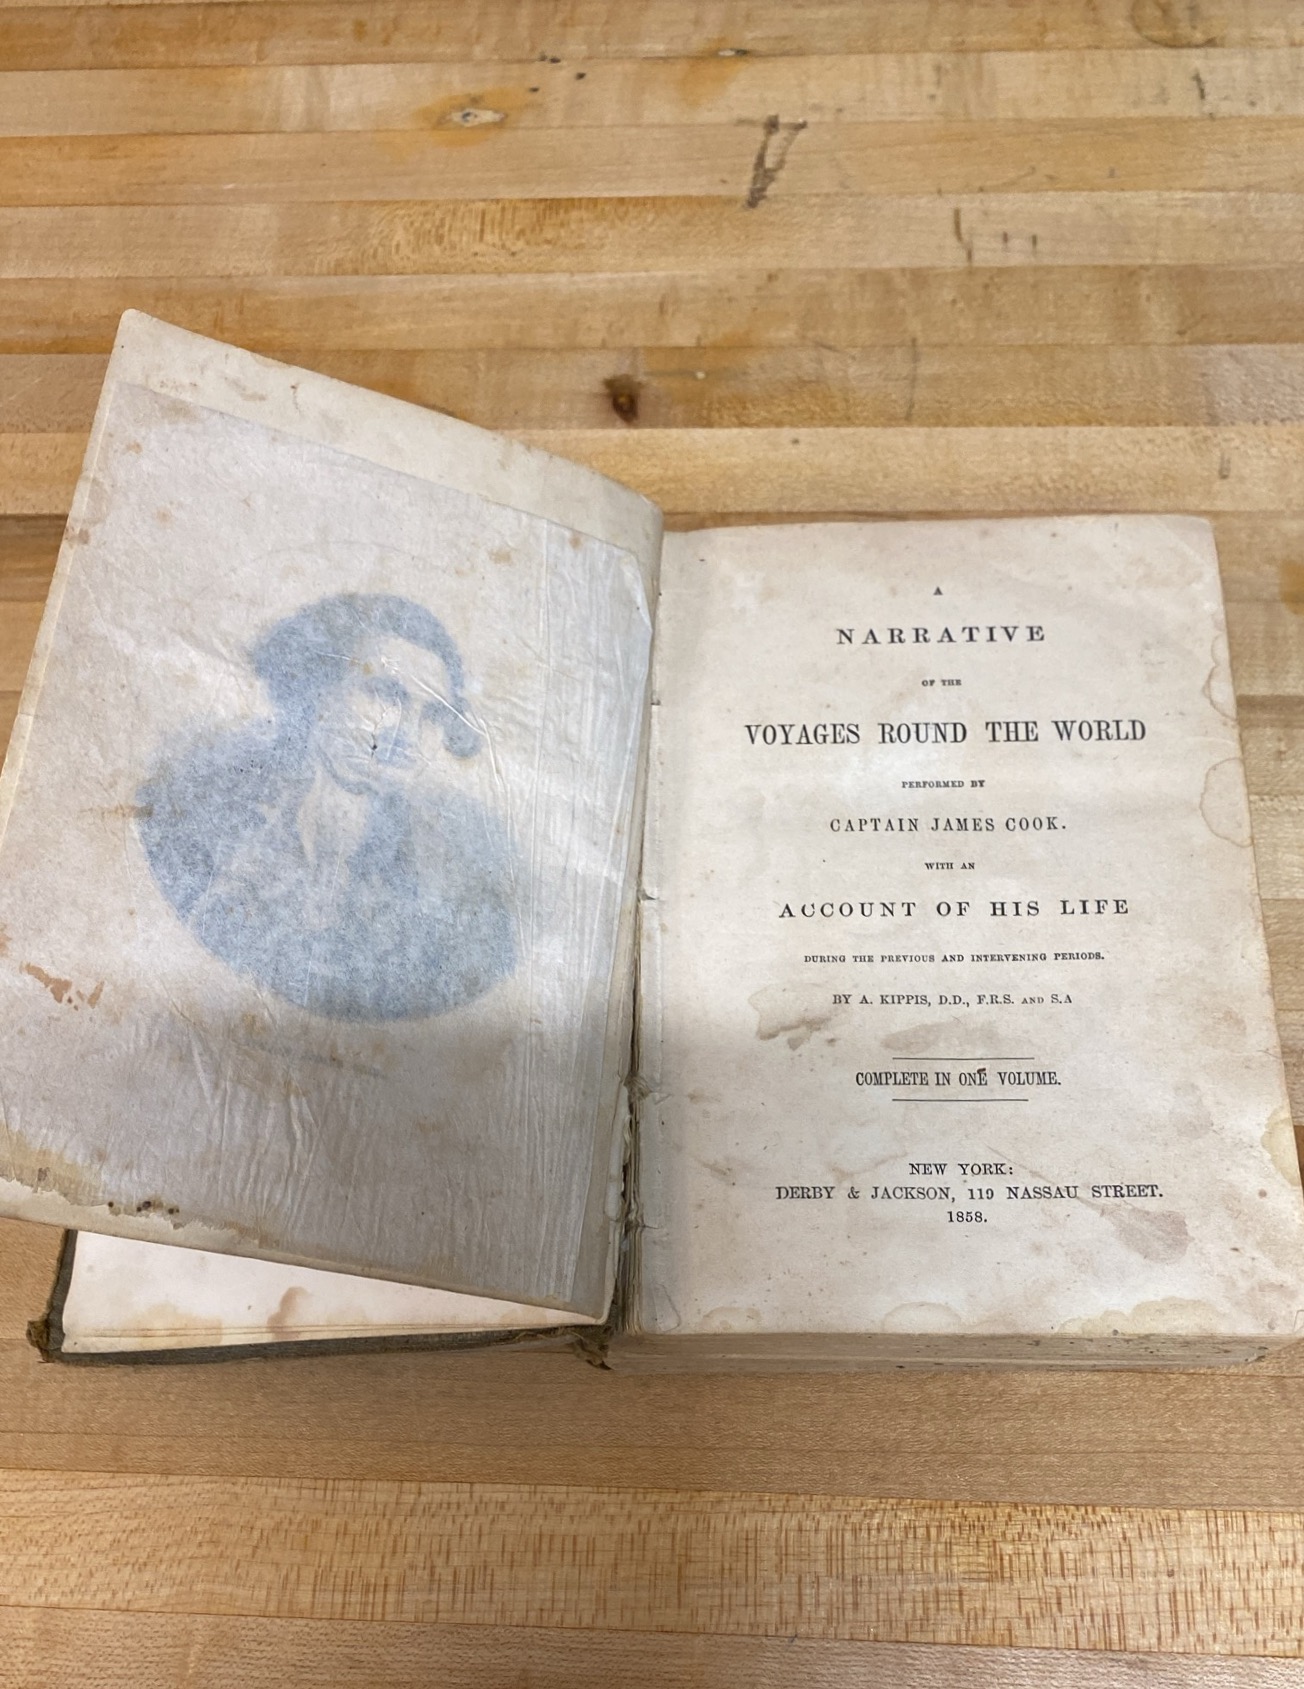 A
NARRATIVE
OF THE
VOYAGES ROUND THE WORLD
PERFORMED BY
CAPTAIN JAMES COOK.
WITH AN
ACCOUNT OF HIS LIFE
DURING THE PREVIOUS AND INTERVENING PERIODS.
BY A. KIPPIS, D.D., F.R.S. AND S.A
COMPLETE IN ONE VOLUME.
NEW YORK:
DERBY & JACKSON, 119 NASSAU STREET.
1858.